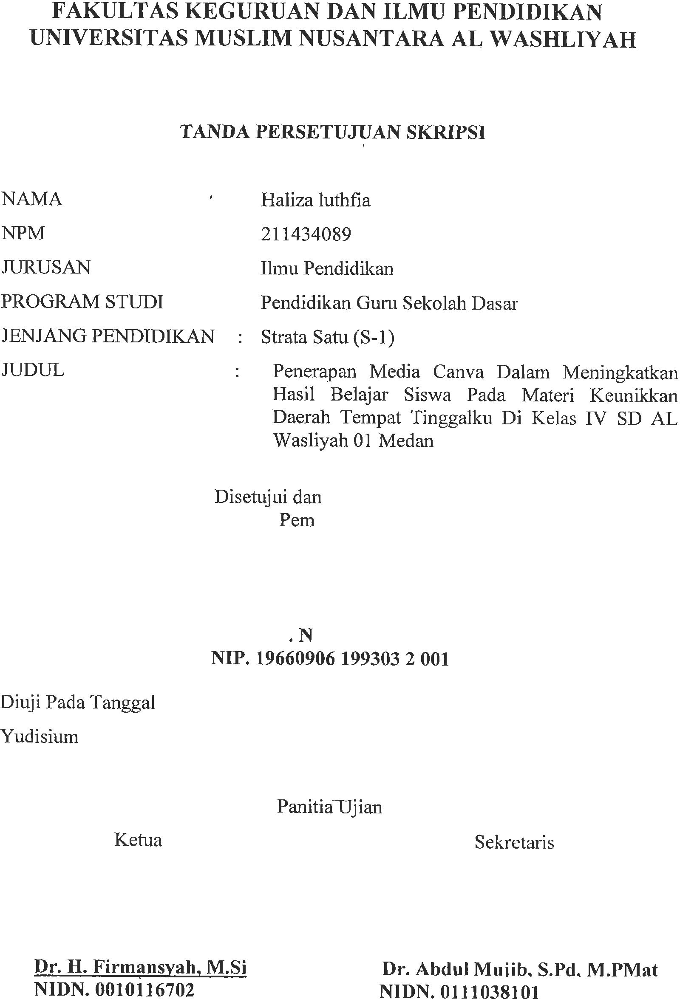 FAKULTAS KEGURUAN DAN ILMU PENDIDIKAN
UNIVERSITAS MUSLIM NUSANTARA AL WASHLIYAH
TANDA PERSETUJUAN SKRIPSI
NAMA Haliza luthfia
NPM 211434089
JURUSAN Ilmu Pendidikan
PROGRAM STUDI Pendidikan Guru Sekolah Dasar
JENJANG PENDIDIKAN : Strata Satu (S-1)
JUDUL : Penerapan Media Canva Dalam Meningkatkan
Hasil Belajar Siswa Pada Materi Keunikkan
Daerah Tempat Tinggalku Di Kelas IV SD AL
Wasliyah 01 Medan
Disetujui dan
Pem
. N
NIP. 19660906 199303 2 001
Diuji Pada Tanggal
Yudisium
Panitia Ujian
Ketua Sekretaris
Dr. H. Firmansyah, M.Si Dr. Abdul Muiib, S.Pd. M.PMat
NIDN. 0010116702 NIDN. 0111038101